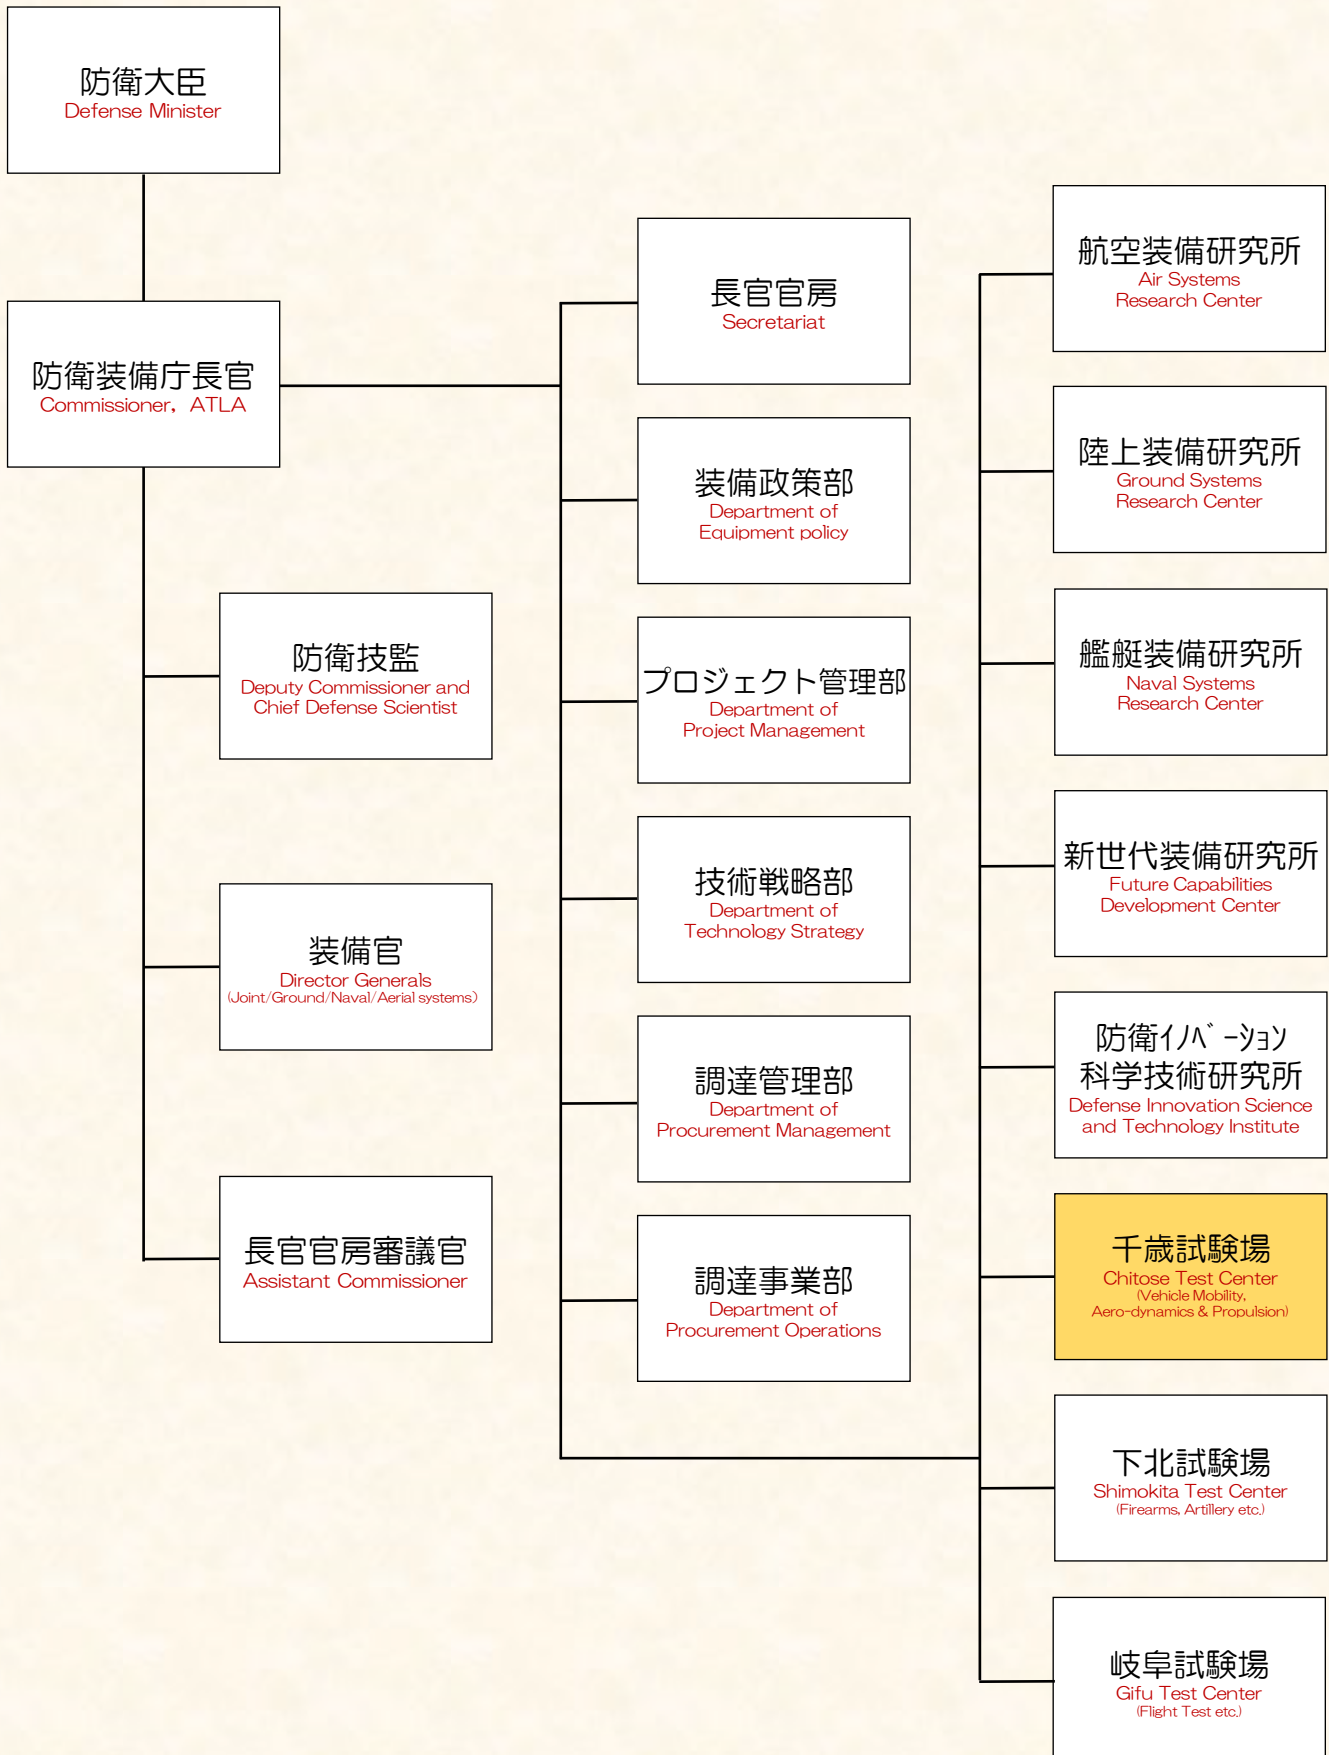 防衛大臣
Defense Minister
防衛装備庁長官
Commissioner, ATLA
防衛技監
Deputy Commissioner and
Chief Defense Scientist
装備官
Director Generals
(Joint/Ground/Naval/Aerial systems)
長官官房審議官
Assistant Commissioner
長官官房
Secretariat
装備政策部
Department of
Equipment policy
プロジェクト管理部
Department of
Project Management
技術戦略部
Department of
Technology Strategy
調達管理部
Department of
Procurement Management
調達事業部
Department of
Procurement Operations
航空装備研究所
Air Systems
Research Center
陸上装備研究所
Ground Systems
Research Center
艦艇装備研究所
Naval Systems
Research Center
新世代装備研究所
Future Capabilities
Development Center
防衛ｲﾉﾍﾞｰｼｮﾝ
科学技術研究所
Defense Innovation Science
and Technology Institute
千歳試験場
Chitose Test Center
(Vehicle Mobility,
Aero-dynamics & Propulsion)
下北試験場
Shimokita Test Center
(Firearms, Artillery etc.)
岐阜試験場
Gifu Test Center
(Flight Test etc.)